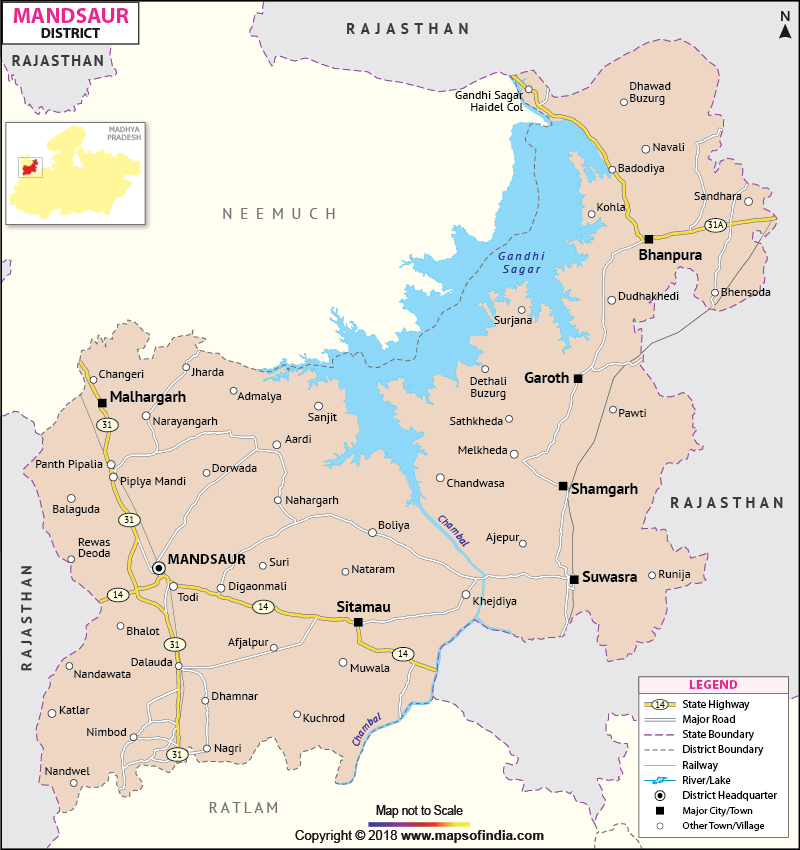 MANDSAUR
DISTRICT
RAJASTHAN
RAJASTHAN
N
MADHYA
PRADESH
NEEMUCH
Gandhi Sagar
Haidel Col
Dhawad
Buzurg
Navali
Badodiya
Sandhara
Kohla
31A
Bhanpura
Gandhi
Sagar
Bhensoda
Dudhakhedi
Surjana
Jharda
Changeri
Malhargarh
Admalya
Dethali
Buzurg
Garoth
Sanjit
Narayangarh
31
Pawti
Sathkheda
Aardi
Melkheda
Panth Pipalia
Dorwada
Piplya Mandi
Chandwasa
Shamgarh
Balaguda
Nahargarh
RAJASTHAN
31
Boliya
Chambal
Ajepur
Rewas
Deoda
MANDSAUR
Suri
Nataram
Suwasra
Runija
RAJASTHAN
14
Todi
Digaonmali
14
Sitamau
Khejdiya
Bhalot
31
Afjalpur
14
Dalauda
Muwala
Nandawata
Dhamnar
Katlar
Kuchrod
Chambal
Nimbod
31
Nagri
Nandwel
RATLAM
LEGEND
14
State Highway
Major Road
State Boundary
District Boundary
Railway
River/Lake
District Headquarter
Major City/Town
Other Town/Village
Map not to Scale
Copyright © 2018 www.mapsofindia.com